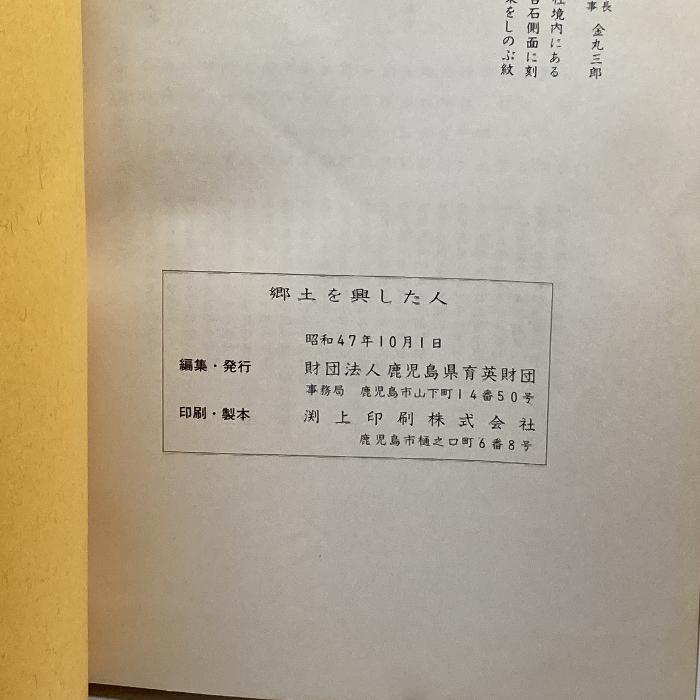 長
事 金丸三郎
社境内にある
台石側面に刻
をしのぶ紋
郷土を興した人
昭和47年10月1日
編集・発行 財団法人鹿児島県育英財団
事務局 鹿児島市山下町14番50号
印刷・製本 渕上印刷株式会社
鹿児島市樋之口町6番8号